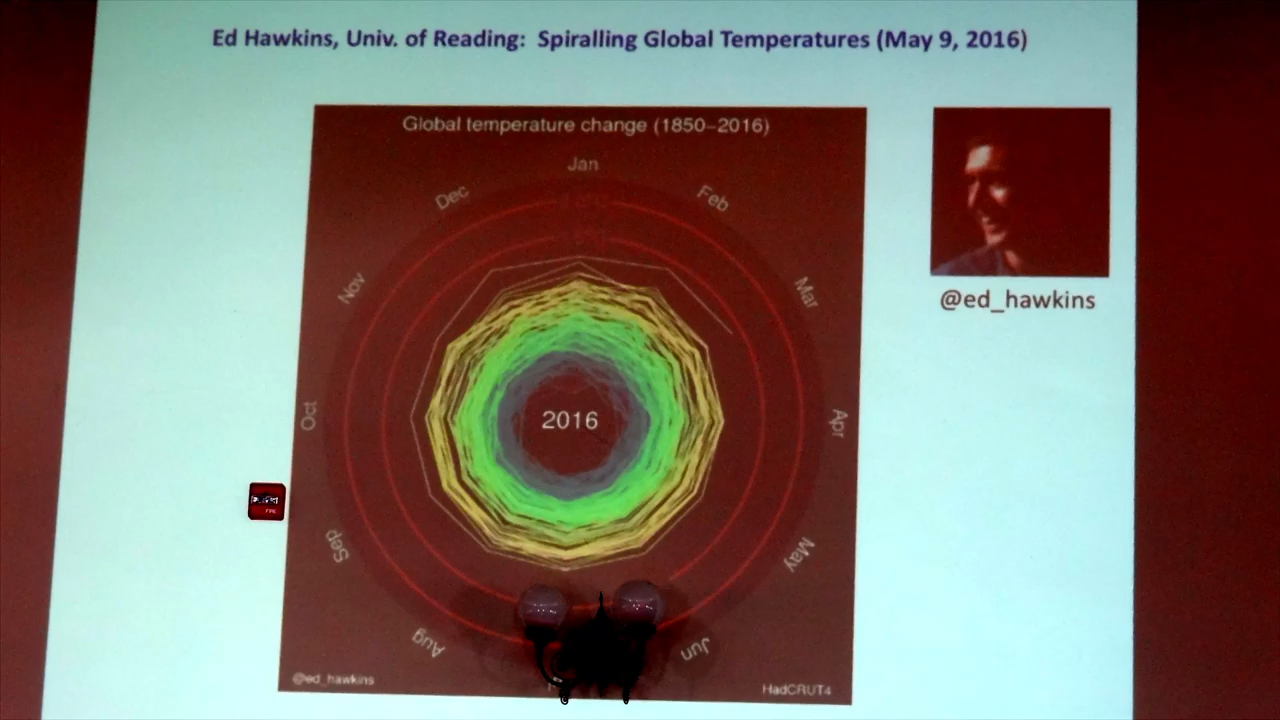 Ed Hawkins, Univ. of Reading: Spiralling Global Temperatures (May 9, 2016)
Global temperature change (1850–2016)
Jan
Dec
Feb
Nov
Mar
@ed_hawkins
Oct
2016
Apr
Sep
May
Aug
Jun
@ed_hawkins
HadCRUT4